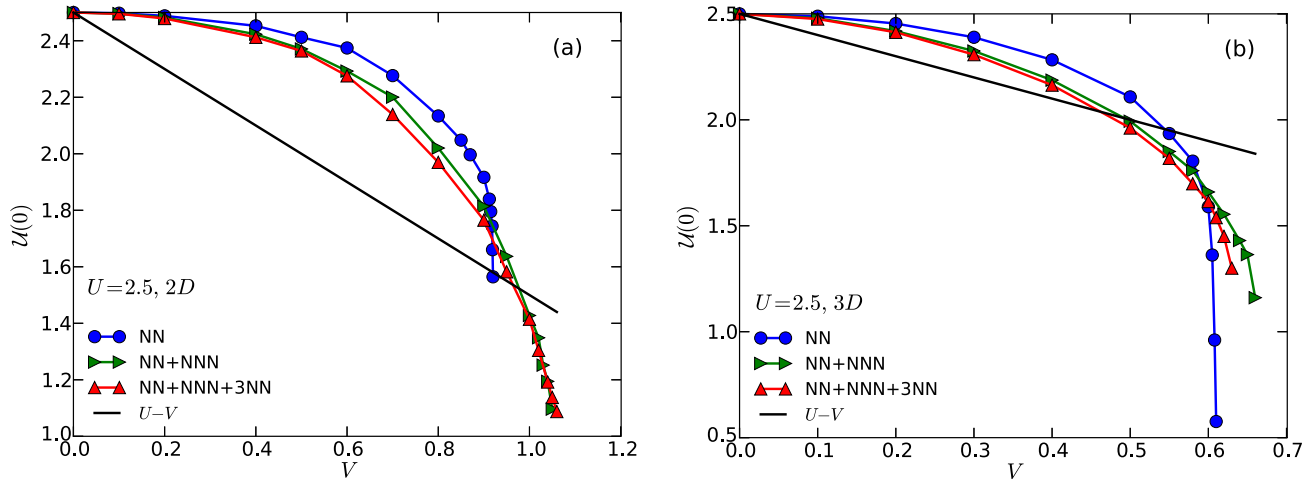 (a)
𝒰(0)
2.4
2.2
2.0
1.8
1.6
1.4
1.2
1.0
U=2.5, 2D
NN
NN+NNN
NN+NNN+3NN
U−V
0.0 0.2 0.4 0.6 0.8 1.0 1.2
V
(b)
𝒰(0)
2.5
2.0
1.5
1.0
0.5
U=2.5, 3D
NN
NN+NNN
NN+NNN+3NN
U−V
0.0 0.1 0.2 0.3 0.4 0.5 0.6 0.7
V